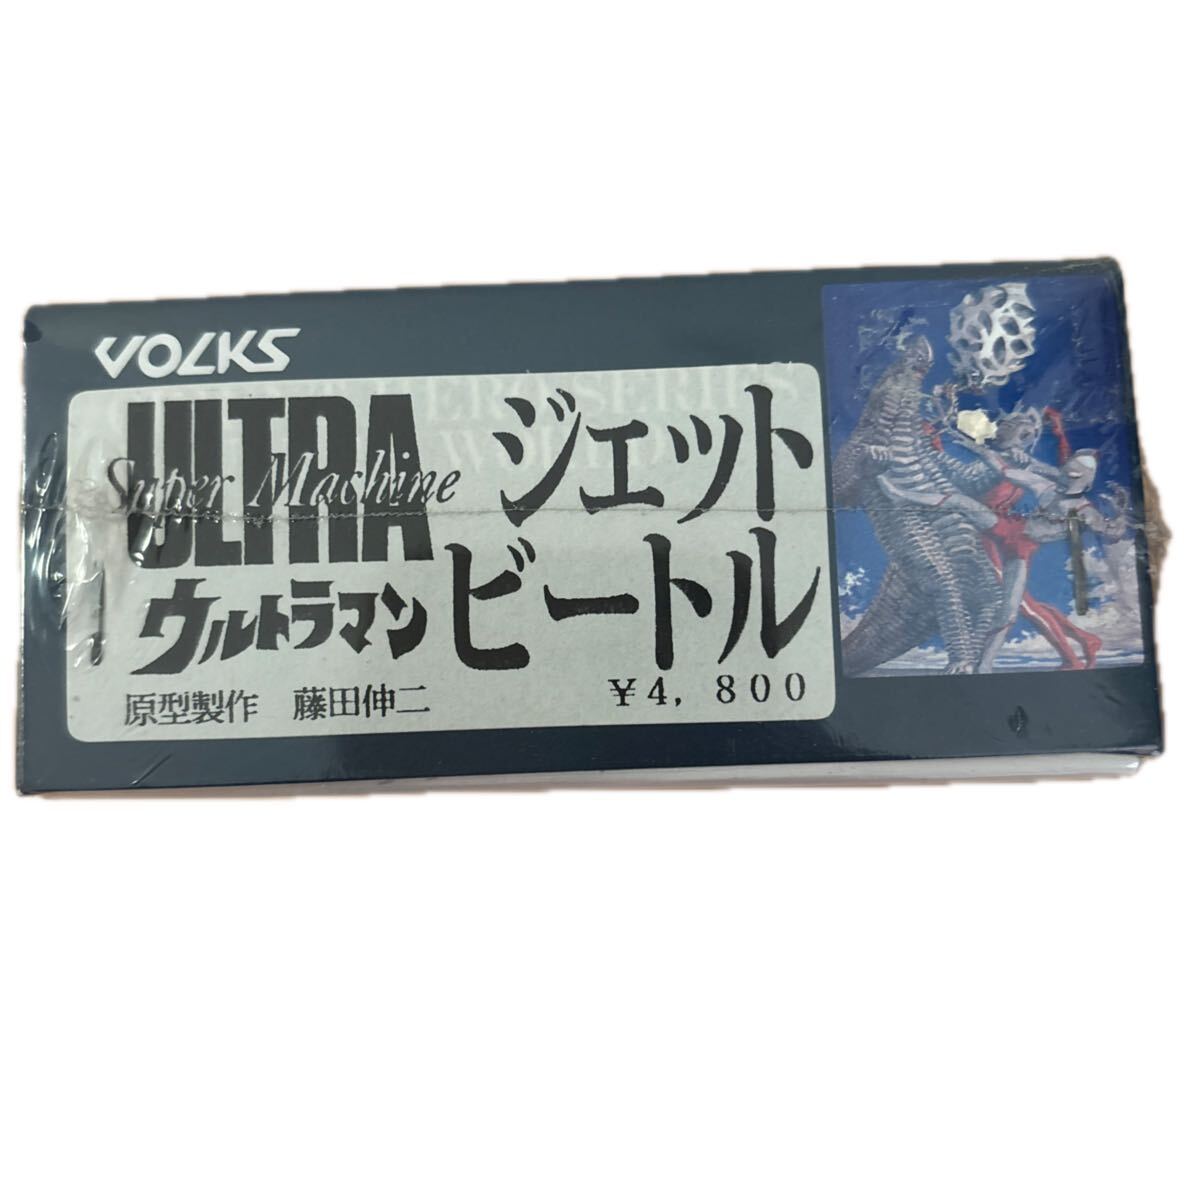 VOLKS
ULTRA
Super Machine
ジェット
ビートル
ウルトラマン
原型製作　藤田伸二
¥4,800